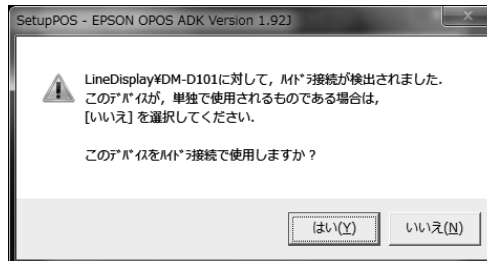 SetupPOS - EPSON OPOS ADK Version 1.92J
LineDisplay¥DM-D101に対して，ﾊｲﾄﾞﾗ接続が検出されました．
このﾃﾞﾊﾞｲｽが，単独で使用されるものである場合は，
[いいえ] を選択してください．
このﾃﾞﾊﾞｲｽをﾊｲﾄﾞﾗ接続で使用しますか？
はい(Y)
いいえ(N)